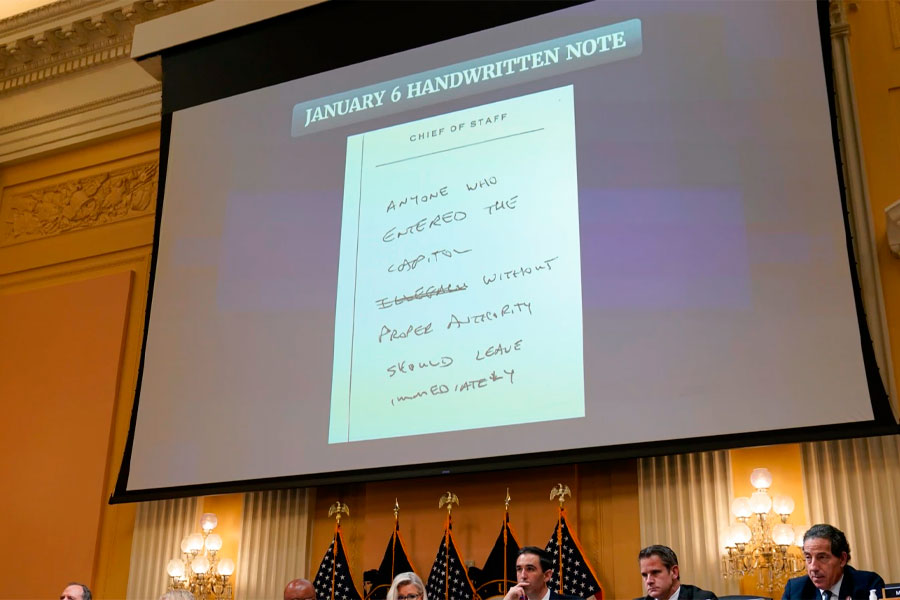 JANUARY 6 HANDWRITTEN NOTE
CHIEF OF STAFF
ANYONE WHO
ENTERED THE
CAPITOL
ILLEGALLY WITHOUT
PROPER AUTHORITY
SHOULD LEAVE
IMMEDIATELY